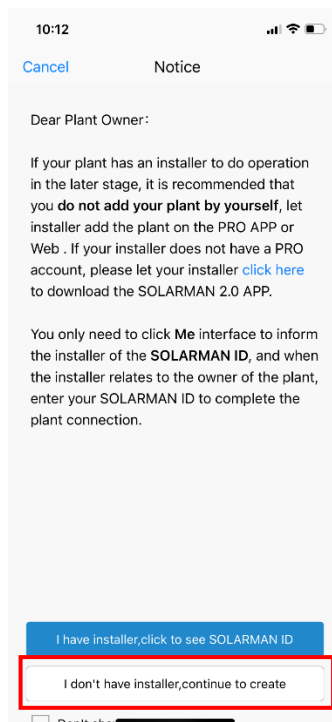 10:12
Cancel
Notice
Dear Plant Owner:
If your plant has an installer to do operation
in the later stage, it is recommended that
you do not add your plant by yourself, let
installer add the plant on the PRO APP or
Web . If your installer does not have a PRO
account, please let your installer click here
to download the SOLARMAN 2.0 APP.
You only need to click Me interface to inform
the installer of the SOLARMAN ID, and when
the installer relates to the owner of the plant,
enter your SOLARMAN ID to complete the
plant connection.
I have installer,click to see SOLARMAN ID
I don't have installer,continue to create